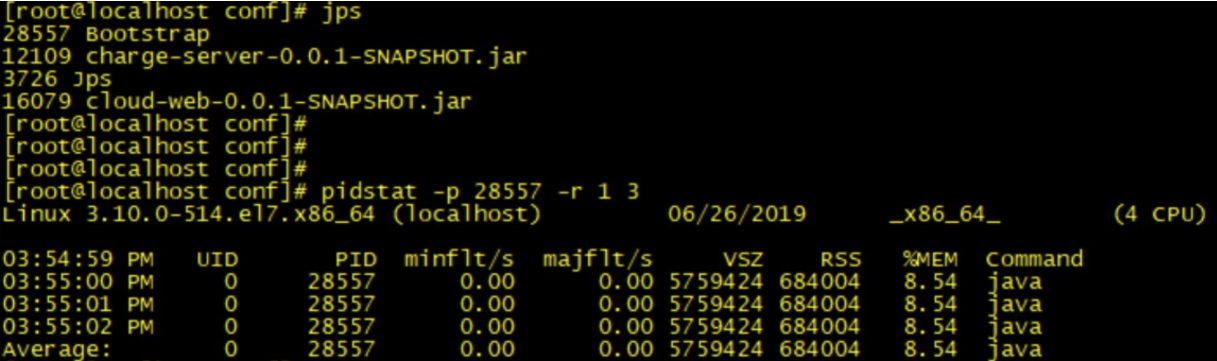 [root@localhost conf]# jps
28557 Bootstrap
12109 charge-server-0.0.1-SNAPSHOT.jar
3726 Jps
16079 cloud-web-0.0.1-SNAPSHOT.jar
[root@localhost conf]#
[root@localhost conf]#
[root@localhost conf]#
[root@localhost conf]# pidstat -p 28557 -r 1 3
Linux 3.10.0-514.el7.x86_64 (localhost) 06/26/2019 _x86_64_ (4 CPU)
03:54:59 PM UID PID minflt/s majflt/s VSZ RSS %MEM Command
03:55:00 PM 0 28557 0.00 0.00 5759424 684004 8.54 java
03:55:01 PM 0 28557 0.00 0.00 5759424 684004 8.54 java
03:55:02 PM 0 28557 0.00 0.00 5759424 684004 8.54 java
Average: 0 28557 0.00 0.00 5759424 684004 8.54 java